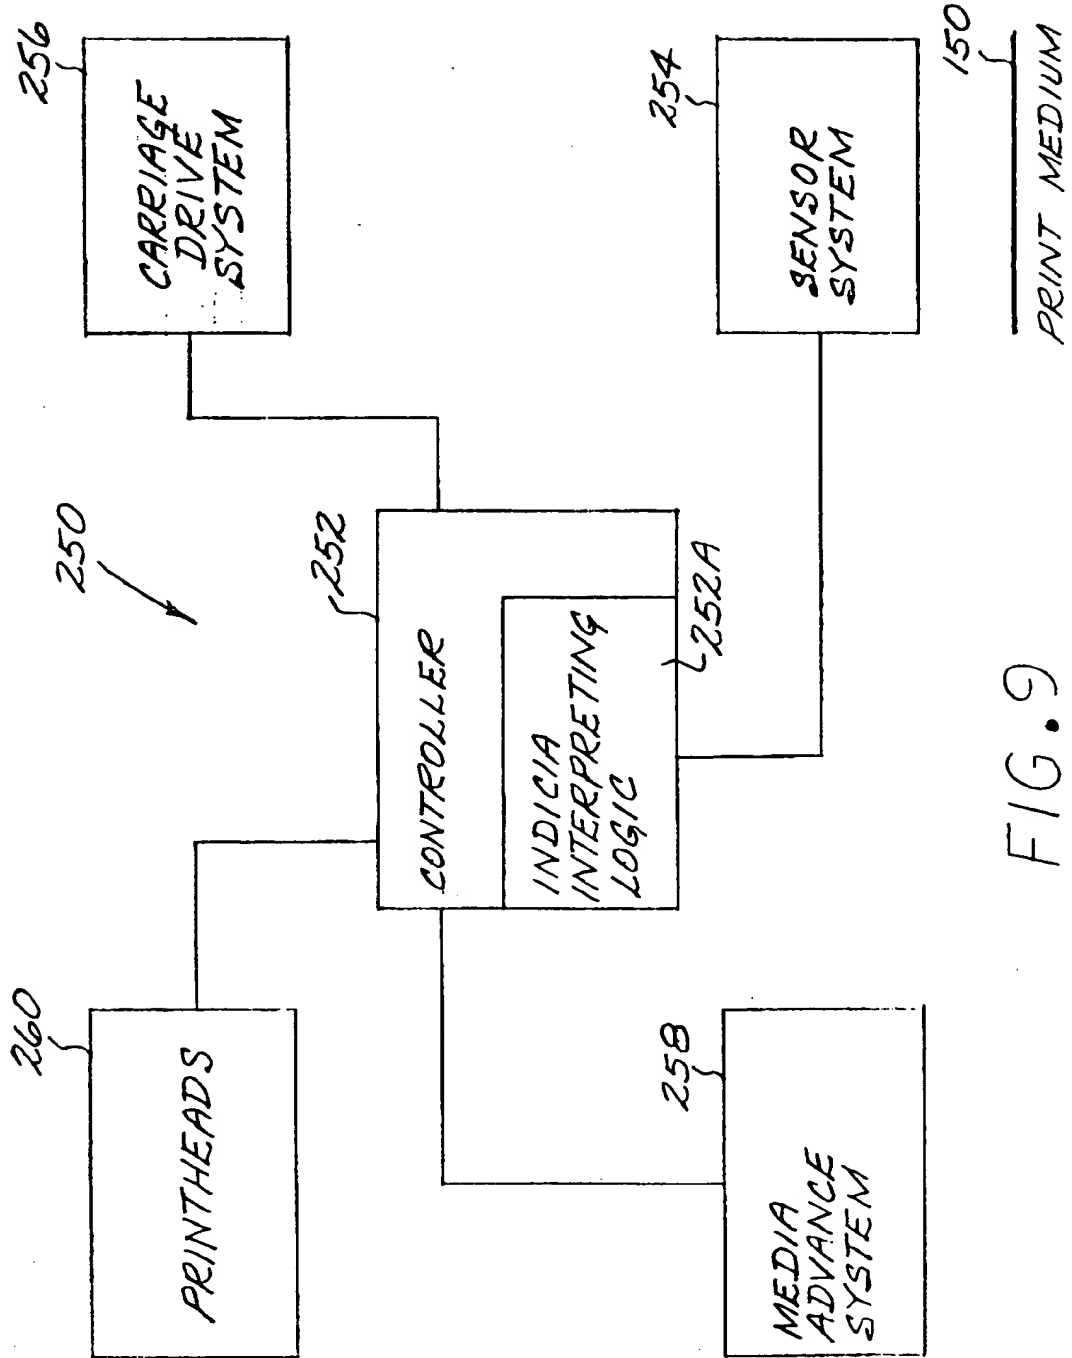 260
PRINTHEADS
250
256
CARRIAGE
DRIVE
SYSTEM
252
CONTROLLER
INDICIA
INTERPRETING
LOGIC
252A
258
MEDIA
ADVANCE
SYSTEM
254
SENSOR
SYSTEM
150
PRINT MEDIUM
FIG.9